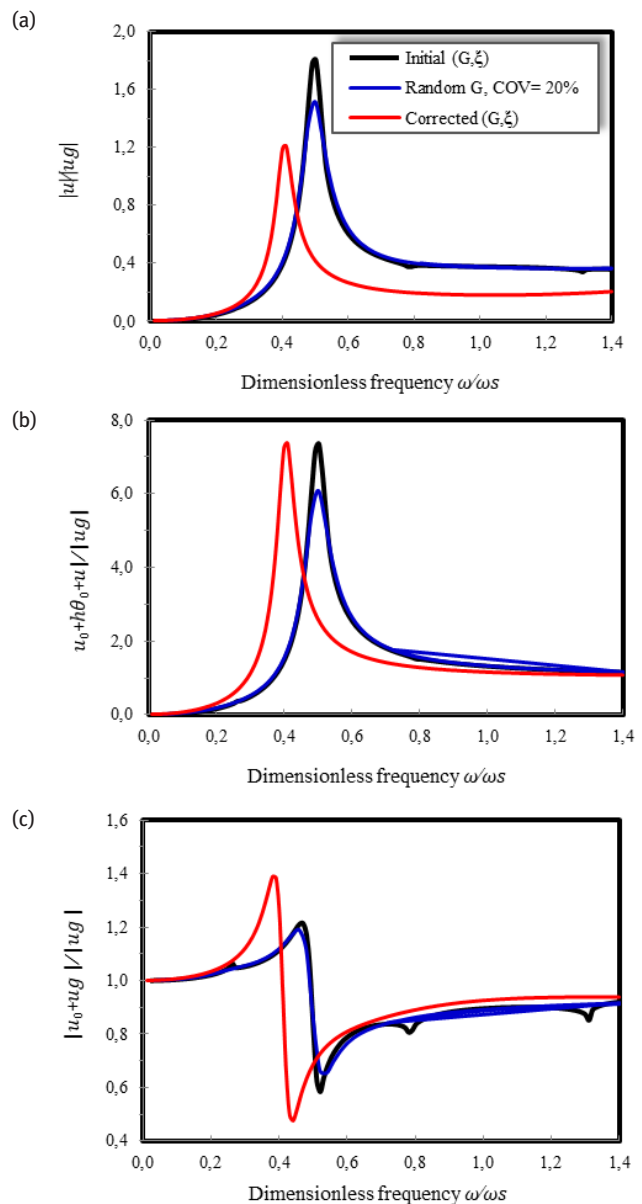 (a)
2,0
1,6
1,2
0,8
0,4
0,0
|u|⁄|ug|
Initial (G,ξ)
Random G, COV= 20%
Corrected (G,ξ)
0,0 0,2 0,4 0,6 0,8 1,0 1,2 1,4
Dimensionless frequency ω⁄ωs
(b)
8,0
6,0
4,0
2,0
0,0
u₀+hθ₀+u|⁄|ug|
0,0 0,2 0,4 0,6 0,8 1,0 1,2 1,4
Dimensionless frequency ω⁄ωs
(c)
1,6
1,4
1,2
1,0
0,8
0,6
0,4
|u₀+ug |⁄|ug |
0,0 0,2 0,4 0,6 0,8 1,0 1,2 1,4
Dimensionless frequency ω⁄ωs